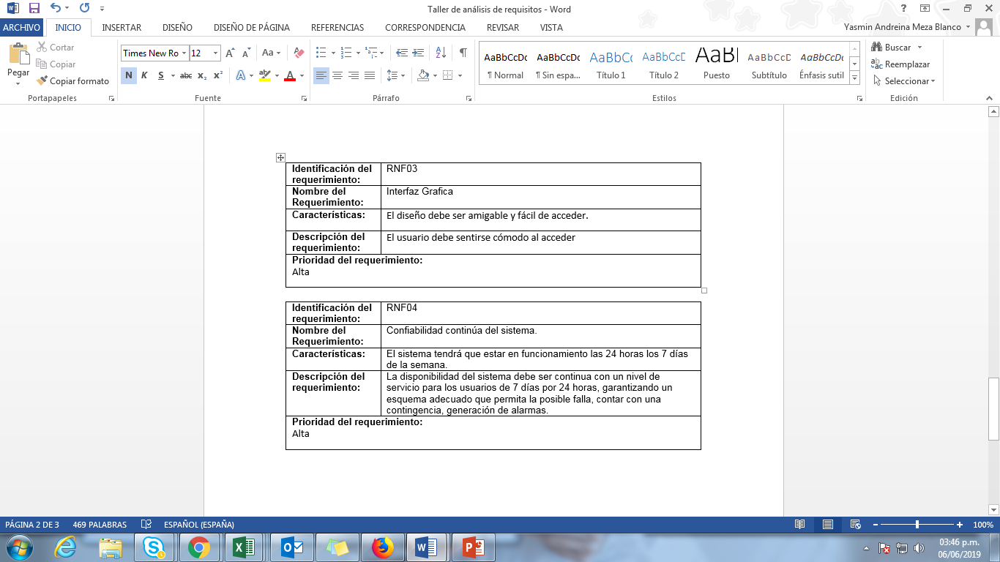 Taller de análisis de requisitos - Word
ARCHIVO INICIO INSERTAR DISEÑO DISEÑO DE PÁGINA REFERENCIAS CORRESPONDENCIA REVISAR VISTA Yasmin Andreina Meza Blanco
Pegar
Cortar
Copiar
Copiar formato
Portapapeles
Times New Ro 12
N K S abc x₂ x²
Fuente
Párrafo
AaBbCcDc AaBbCcDc AaBbCc AaBbCcD AaBl AaBbCcD AaBbCcDc
¶ Normal ¶ Sin espa... Título 1 Título 2 Puesto Subtítulo Énfasis sutil
Estilos
Buscar
Reemplazar
Seleccionar
Edición
Identificación del requerimiento: RNF03
Nombre del Requerimiento: Interfaz Grafica
Características: El diseño debe ser amigable y fácil de acceder.
Descripción del requerimiento: El usuario debe sentirse cómodo al acceder
Prioridad del requerimiento:
Alta
Identificación del requerimiento: RNF04
Nombre del Requerimiento: Confiabilidad continúa del sistema.
Características: El sistema tendrá que estar en funcionamiento las 24 horas los 7 días
de la semana.
Descripción del requerimiento: La disponibilidad del sistema debe ser continua con un nivel de
servicio para los usuarios de 7 días por 24 horas, garantizando un
esquema adecuado que permita la posible falla, contar con una
contingencia, generación de alarmas.
Prioridad del requerimiento:
Alta
PÁGINA 2 DE 3 469 PALABRAS ESPAÑOL (ESPAÑA) 100%
03:46 p.m.
06/06/2019